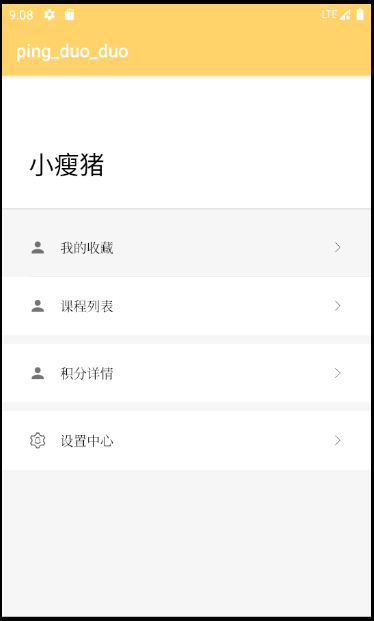 9:08 LTE
ping_duo_duo
小瘦猪
我的收藏
课程列表
积分详情
设置中心